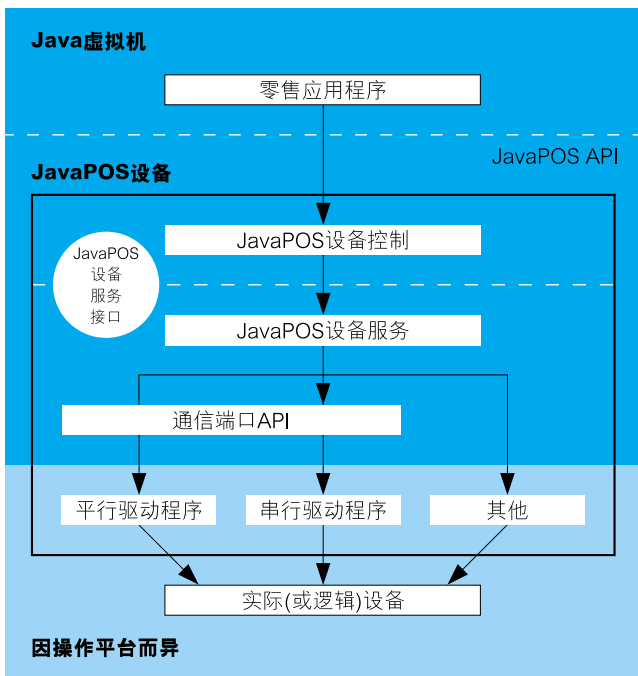 Java虚拟机
零售应用程序
JavaPOS API
JavaPOS设备
JavaPOS设备控制
JavaPOS
设备
服务
接口
JavaPOS设备服务
通信端口API
平行驱动程序
串行驱动程序
其他
实际(或逻辑)设备
因操作平台而异